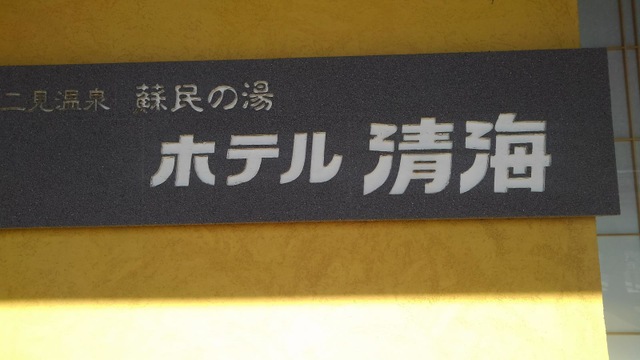 二見温泉 蘇民の湯
ホテル 清海